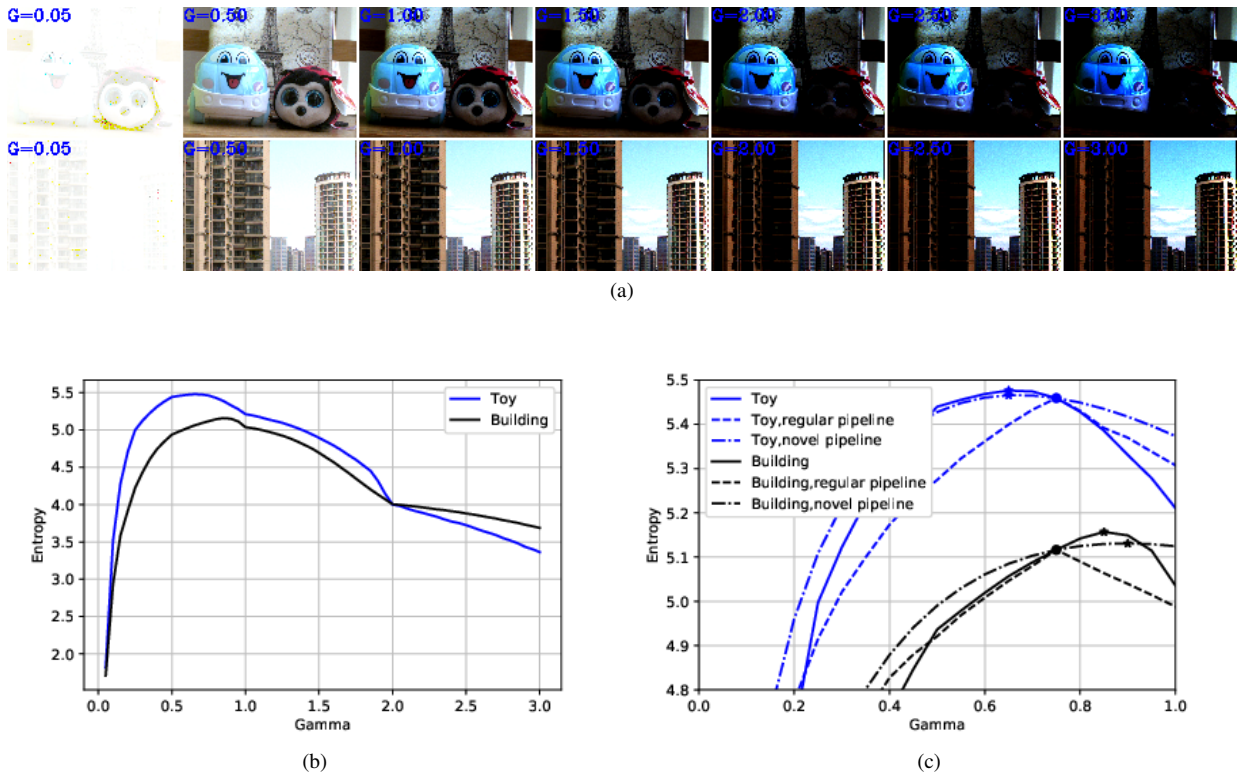 G=0.05 G=0.50 G=1.00 G=1.50 G=2.00 G=2.50 G=3.00
G=0.05 G=0.50 G=1.00 G=1.50 G=2.00 G=2.50 G=3.00
(a)
5.5
5.0
4.5
4.0
3.5
3.0
2.5
2.0
Entropy
Toy
Building
0.0 0.5 1.0 1.5 2.0 2.5 3.0
Gamma
(b)
5.5
5.4
5.3
5.2
5.1
5.0
4.9
4.8
Entropy
Toy
Toy,regular pipeline
Toy,novel pipeline
Building
Building,regular pipeline
Building,novel pipeline
0.0 0.2 0.4 0.6 0.8 1.0
Gamma
(c)